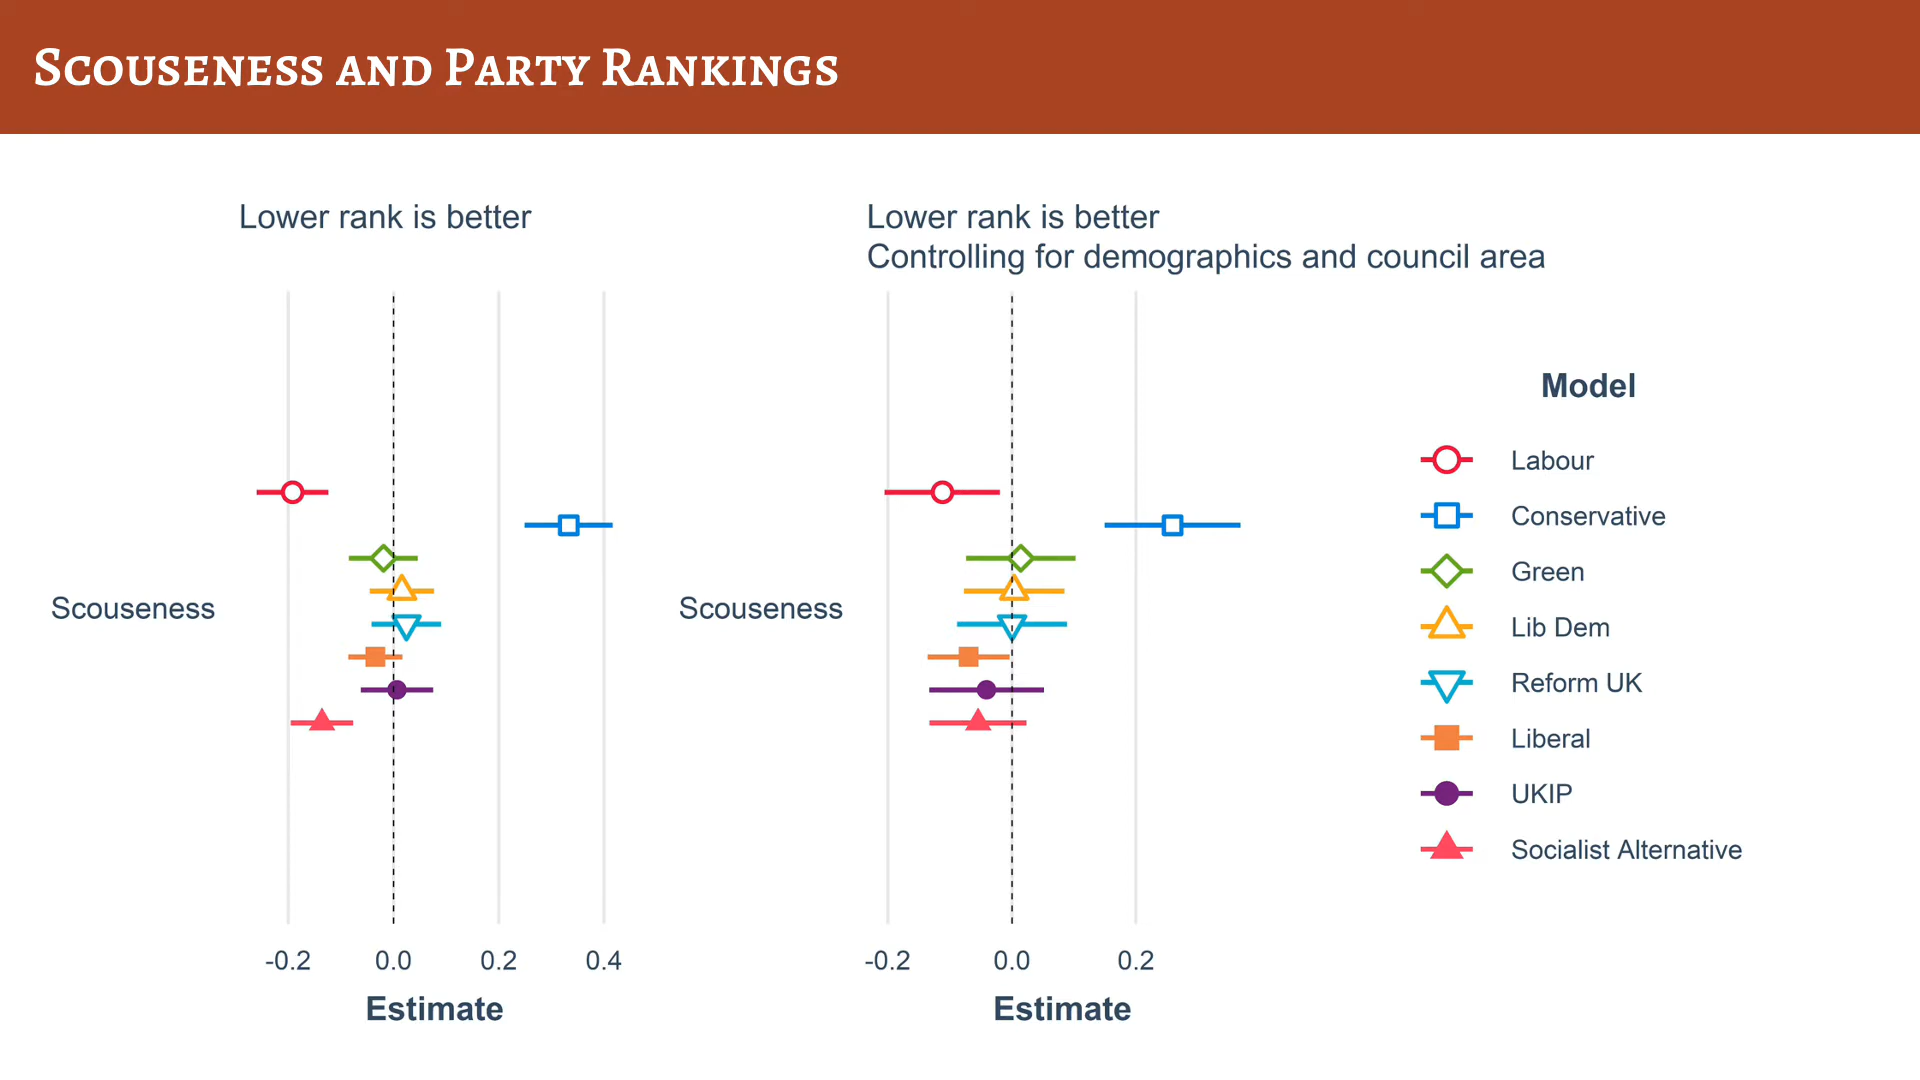 Scouseness and Party Rankings
Lower rank is better
Scouseness
-0.2 0.0 0.2 0.4
Estimate
Lower rank is better
Controlling for demographics and council area
Scouseness
-0.2 0.0 0.2
Estimate
Model
Labour
Conservative
Green
Lib Dem
Reform UK
Liberal
UKIP
Socialist Alternative